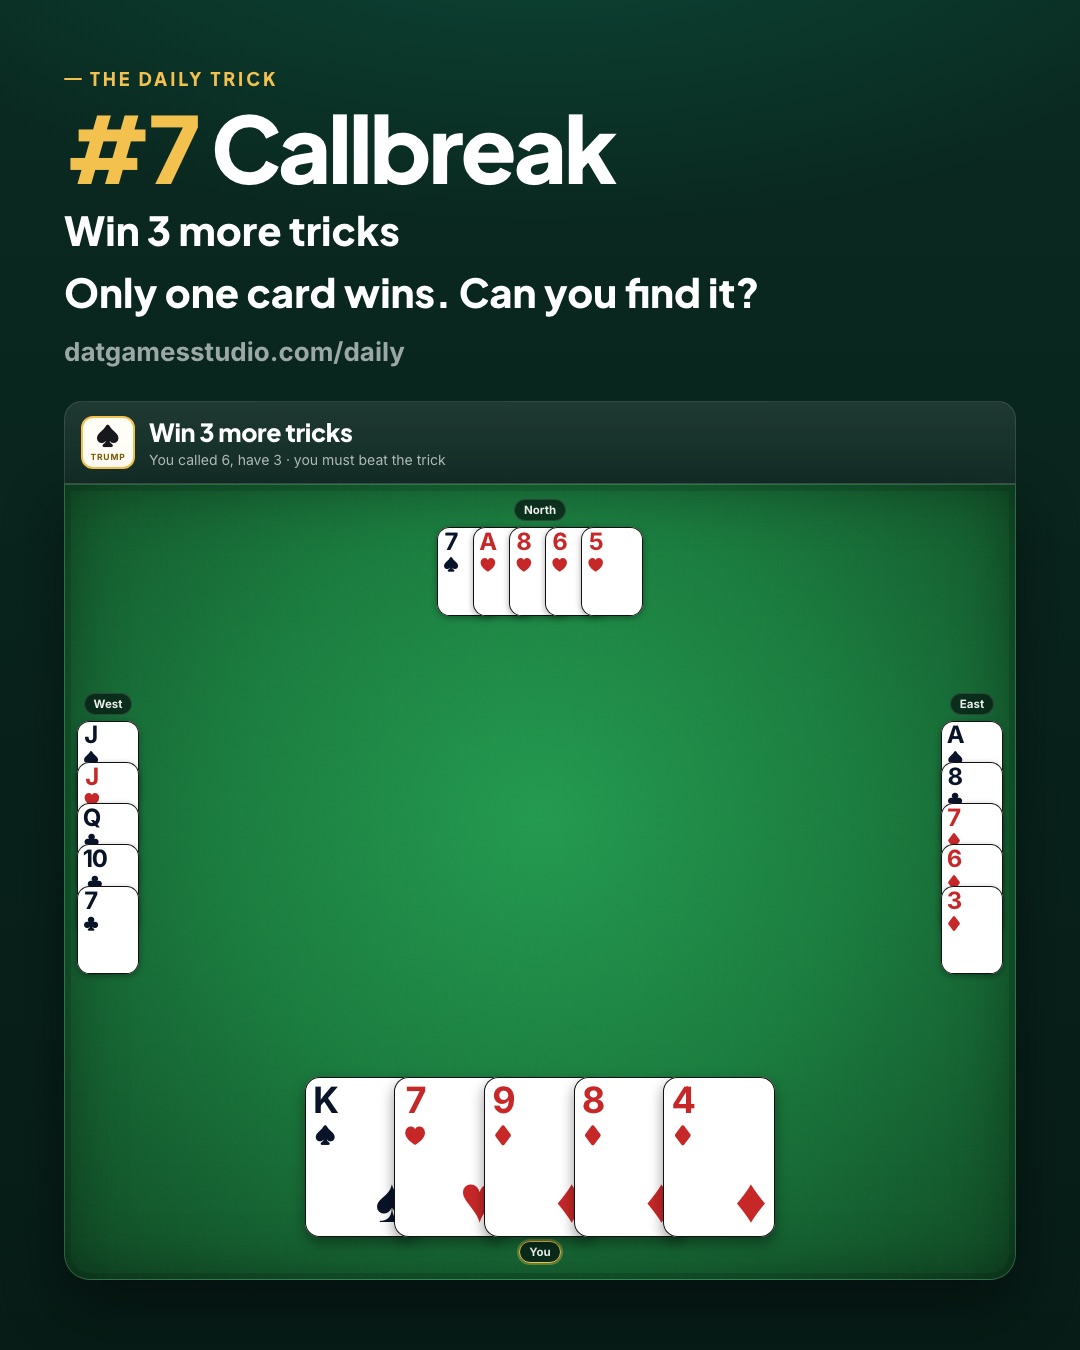 — THE DAILY TRICK
#7 Callbreak
Win 3 more tricks
Only one card wins. Can you find it?
datgamesstudio.com/daily
TRUMP
Win 3 more tricks
You called 6, have 3 · you must beat the trick
North
7 A 8 6 5
West
J
J
Q
10
7
East
A
8
7
6
3
K 7 9 8 4
You